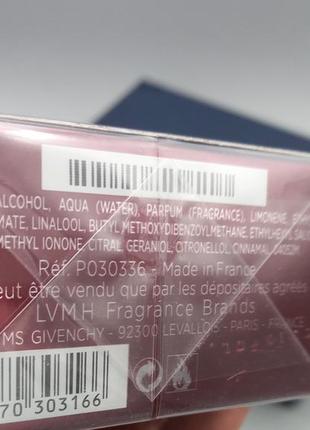 ALCOHOL, AQUA (WATER), PARFUM (FRAGRANCE), LIMONENE,
MATE, LINALOOL, BUTYL METHOXYDIBENZOYLMETHANE, ETHYLHEXYL SAL
METHYL IONONE, CITRAL, GERANIOL, CITRONELLOL, CINNAMAL
Réf. P030336 - Made in France
eut être vendu que par les dépositaires agréés
LVMH Fragrance Brands
MS GIVENCHY - 92300 LEVALLOIS - PARIS - FRANCE
70 303166